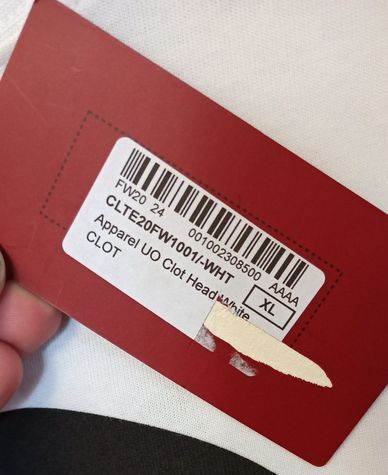 FW20 24 001002308500 AAAA
CLTE20FW1001/-WHT
Apparel UO Clot Head White
CLOT
XL